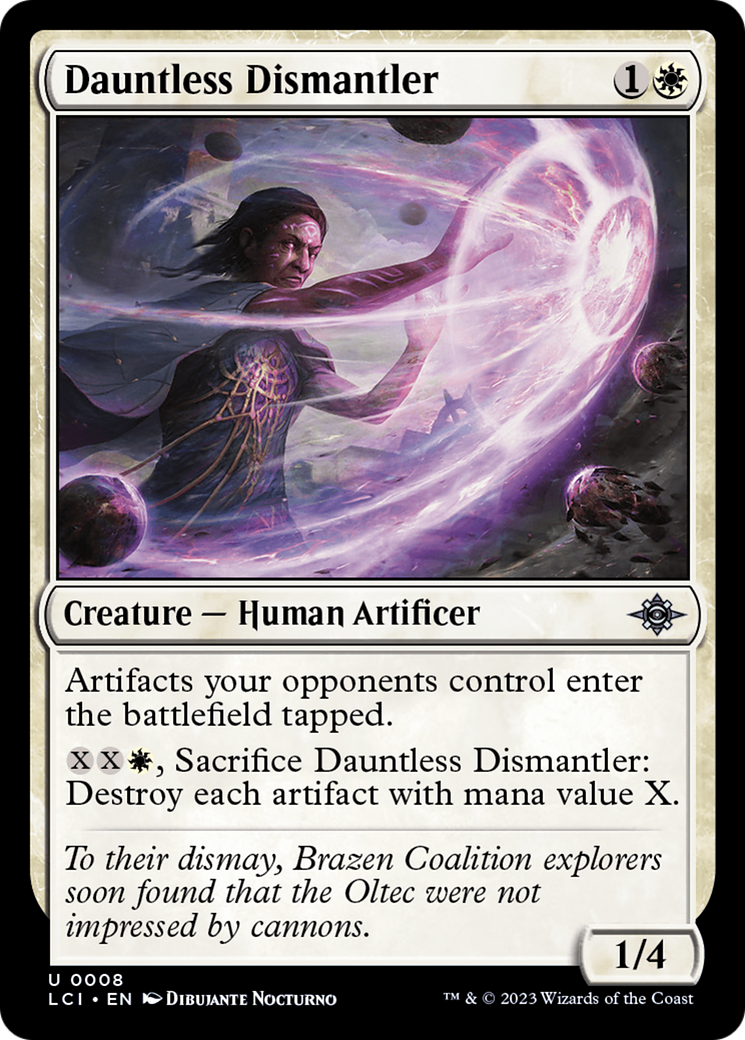 Dauntless Dismantler 1
Creature — Human Artificer
Artifacts your opponents control enter
the battlefield tapped.
XX, Sacrifice Dauntless Dismantler:
Destroy each artifact with mana value X.
To their dismay, Brazen Coalition explorers
soon found that the Oltec were not
impressed by cannons.
1/4
U 0008
LCI • EN Dibujante Nocturno
™ & © 2023 Wizards of the Coast